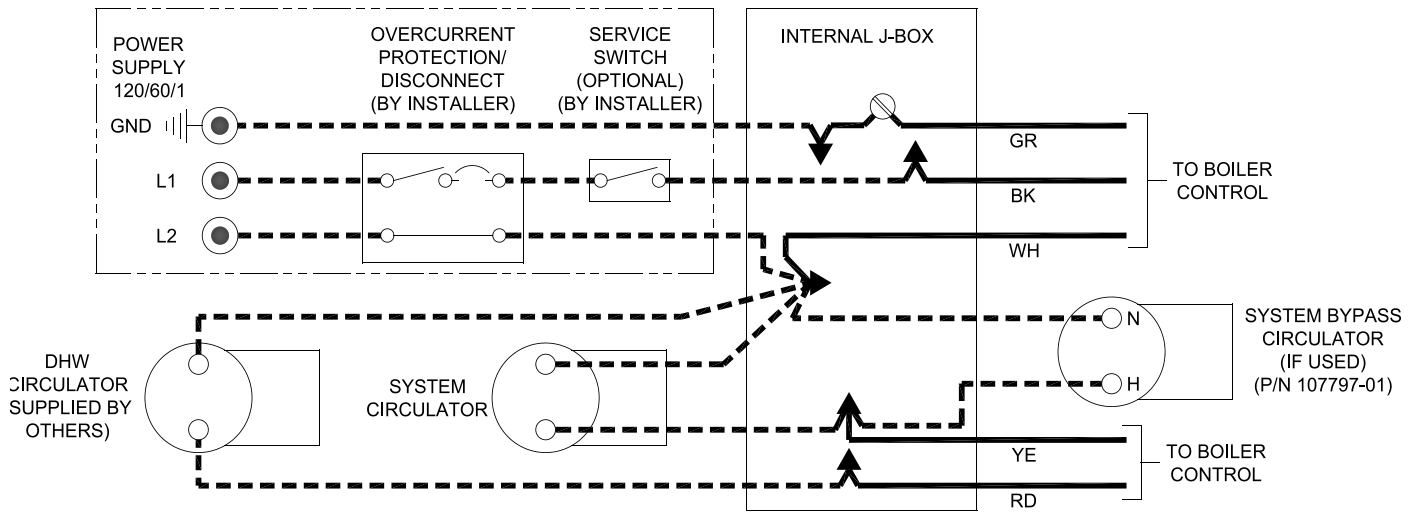 POWER
SUPPLY
120/60/1
OVERCURRENT
PROTECTION/
DISCONNECT
(BY INSTALLER)
SERVICE
SWITCH
(OPTIONAL)
(BY INSTALLER)
INTERNAL J-BOX
GND
GR
L1
BK
TO BOILER
CONTROL
L2
WH
DHW
CIRCULATOR
SUPPLIED BY
OTHERS)
SYSTEM
CIRCULATOR
N
H
SYSTEM BYPASS
CIRCULATOR
(IF USED)
(P/N 107797-01)
YE
RD
TO BOILER
CONTROL